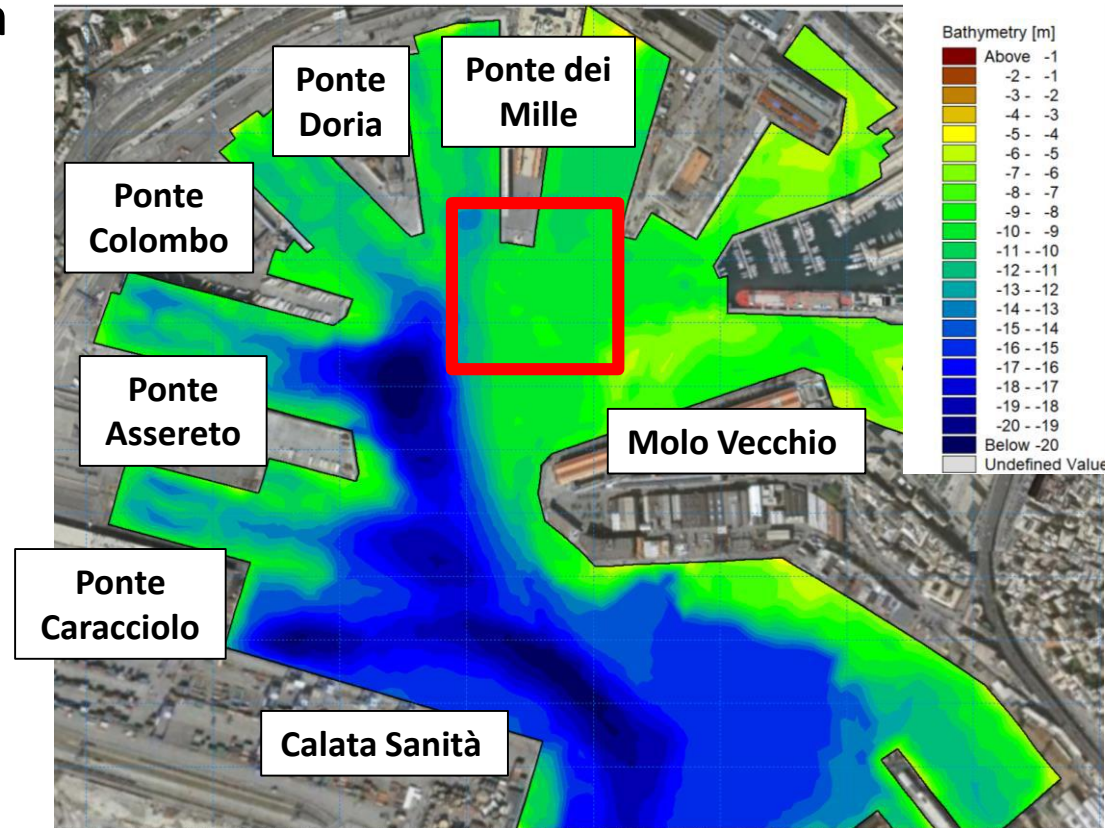 n
Ponte
Doria
Ponte dei
Mille
Ponte
Colombo
Ponte
Assereto
Molo Vecchio
Ponte
Caracciolo
Calata Sanità
Bathymetry [m]
Above -1
-2 - -1
-3 - -2
-4 - -3
-5 - -4
-6 - -5
-7 - -6
-8 - -7
-9 - -8
-10 - -9
-11 - -10
-12 - -11
-13 - -12
-14 - -13
-15 - -14
-16 - -15
-17 - -16
-18 - -17
-19 - -18
-20 - -19
Below -20
Undefined Value